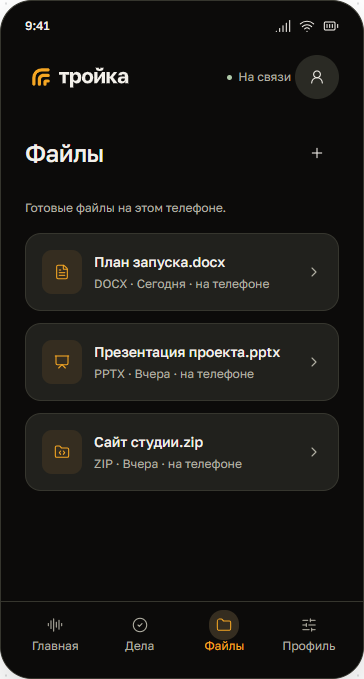 9:41
тройка
На связи
Файлы
Готовые файлы на этом телефоне.
План запуска.docx
DOCX · Сегодня · на телефоне
Презентация проекта.pptx
PPTX · Вчера · на телефоне
Сайт студии.zip
ZIP · Вчера · на телефоне
Главная
Дела
Файлы
Профиль